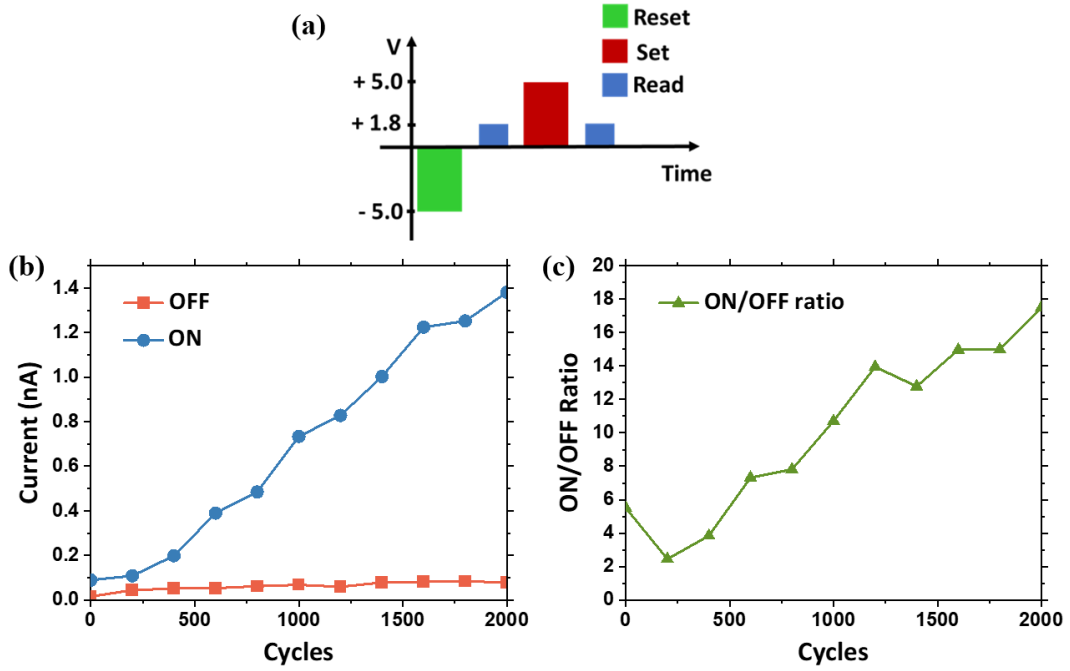 (a)
Reset
Set
Read
V
+ 5.0
+ 1.8
- 5.0
Time
(b)
OFF
ON
Current (nA)
1.4
1.2
1.0
0.8
0.6
0.4
0.2
0.0
0 500 1000 1500 2000
Cycles
(c)
ON/OFF ratio
ON/OFF Ratio
20
18
16
14
12
10
8
6
4
2
0
0 500 1000 1500 2000
Cycles